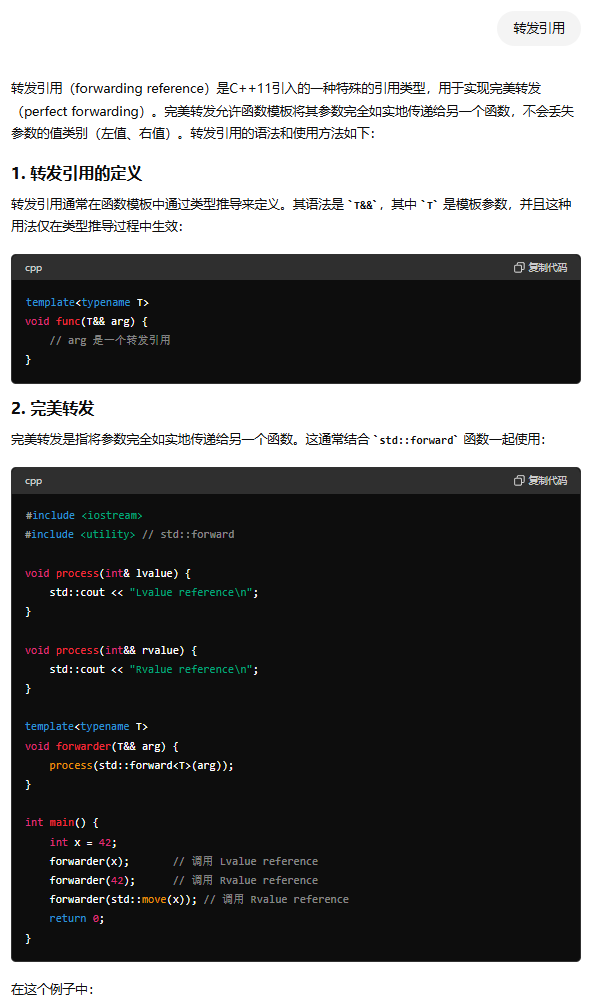 转发引用
转发引用（forwarding reference）是C++11引入的一种特殊的引用类型，用于实现完美转发
（perfect forwarding）。完美转发允许函数模板将其参数完全如实地传递给另一个函数，不会丢失
参数的值类别（左值、右值）。转发引用的语法和使用方法如下：
1. 转发引用的定义
转发引用通常在函数模板中通过类型推导来定义。其语法是 `T&&`，其中 `T` 是模板参数，并且这种
用法仅在类型推导过程中生效：
cpp 复制代码
template<typename T>
void func(T&& arg) {
    // arg 是一个转发引用
}
2. 完美转发
完美转发是指将参数完全如实地传递给另一个函数。这通常结合 `std::forward` 函数一起使用：
cpp 复制代码
#include <iostream>
#include <utility> // std::forward
void process(int& lvalue) {
    std::cout << "Lvalue reference\n";
}
void process(int&& rvalue) {
    std::cout << "Rvalue reference\n";
}
template<typename T>
void forwarder(T&& arg) {
    process(std::forward<T>(arg));
}
int main() {
    int x = 42;
    forwarder(x);       // 调用 Lvalue reference
    forwarder(42);      // 调用 Rvalue reference
    forwarder(std::move(x)); // 调用 Rvalue reference
    return 0;
}
在这个例子中：